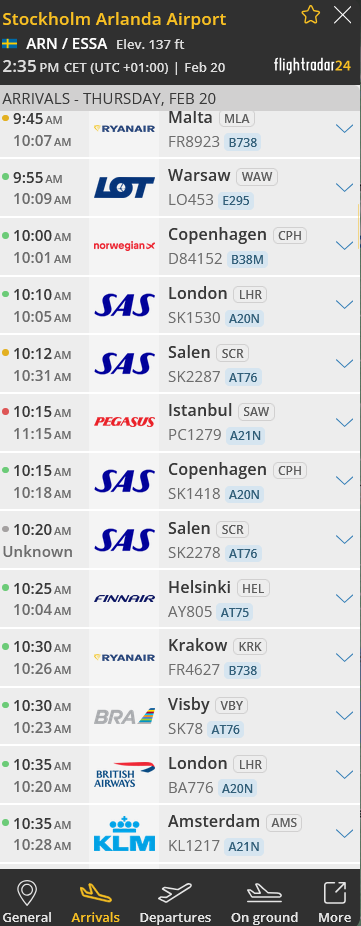 Stockholm Arlanda Airport
ARN / ESSA Elev. 137 ft
2:35 PM CET (UTC +01:00) | Feb 20
flightradar24
ARRIVALS - THURSDAY, FEB 20
9:45 AM RYANAIR Malta MLA
10:07 AM FR8923 B738
9:55 AM LOT Warsaw WAW
10:09 AM LO453 E295
10:00 AM norwegian Copenhagen CPH
10:01 AM D84152 B38M
10:10 AM SAS London LHR
10:05 AM SK1530 A20N
10:12 AM SAS Salen SCR
10:31 AM SK2287 AT76
10:15 AM PEGASUS Istanbul SAW
11:15 AM PC1279 A21N
10:15 AM SAS Copenhagen CPH
10:18 AM SK1418 A20N
10:20 AM SAS Salen SCR
Unknown SK2278 AT76
10:25 AM FINNAIR Helsinki HEL
10:04 AM AY805 AT75
10:30 AM RYANAIR Krakow KRK
10:26 AM FR4627 B738
10:30 AM BRA Visby VBY
10:23 AM SK78 AT76
10:35 AM BRITISH AIRWAYS London LHR
10:20 AM BA776 A20N
10:35 AM KLM Amsterdam AMS
10:28 AM KL1217 A21N
General Arrivals Departures On ground More